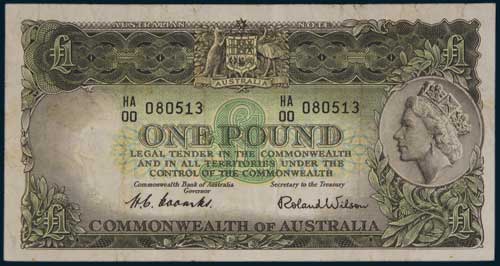 AUSTRALIAN NOTE
£1 £1
AUSTRALIA
HA HA
00 080513 00 080513
£
ONE POUND
LEGAL TENDER IN THE COMMONWEALTH
AND IN ALL TERRITORIES UNDER THE
CONTROL OF THE COMMONWEALTH
Commonwealth Bank of Australia Secretary to the Treasury
Governor
H.C. Coombs Roland Wilson
£1 COMMONWEALTH OF AUSTRALIA £1